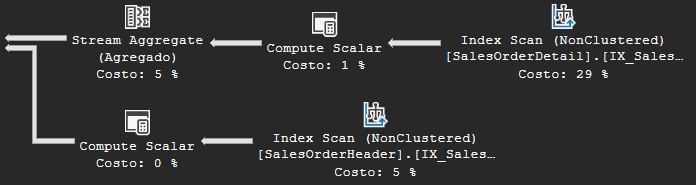 Stream Aggregate
(Agregado)
Costo: 5 %
Compute Scalar
Costo: 1 %
Index Scan (NonClustered)
[SalesOrderDetail].[IX_Sales…
Costo: 29 %
Compute Scalar
Costo: 0 %
Index Scan (NonClustered)
[SalesOrderHeader].[IX_Sales…
Costo: 5 %